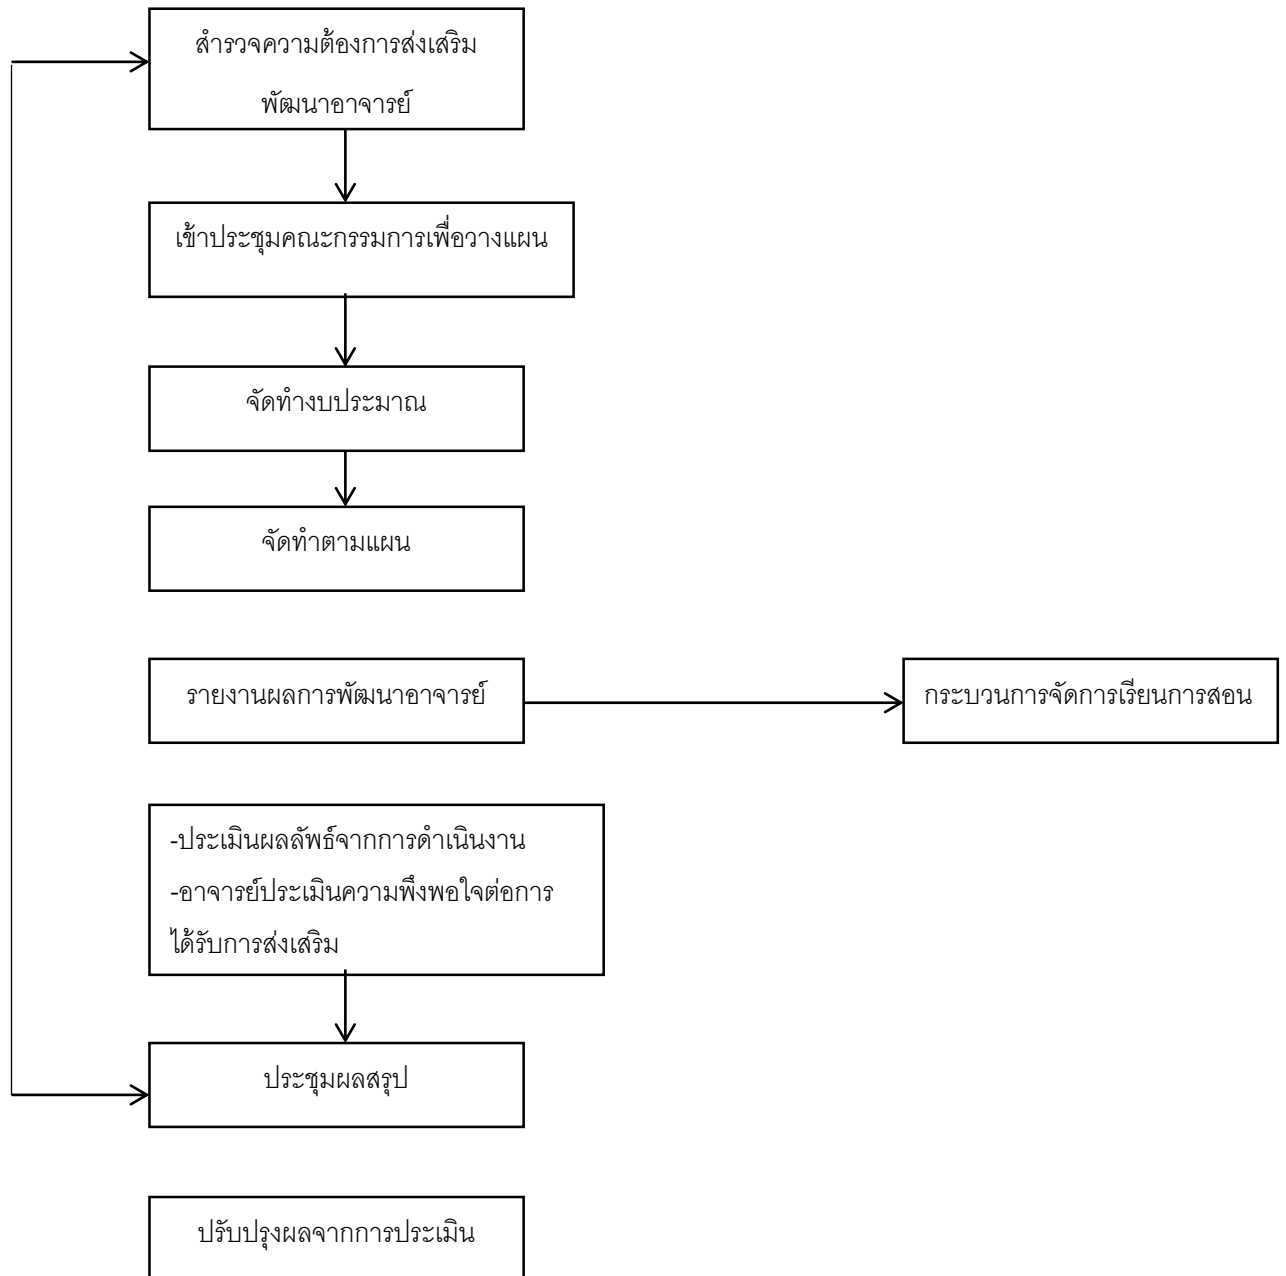 สำรวจความต้องการส่งเสริม
พัฒนาอาจารย์
เข้าประชุมคณะกรรมการเพื่อวางแผน
จัดทำงบประมาณ
จัดทำตามแผน
รายงานผลการพัฒนาอาจารย์
กระบวนการจัดการเรียนการสอน
-ประเมินผลลัพธ์จากการดำเนินงาน
-อาจารย์ประเมินความพึงพอใจต่อการ
ได้รับการส่งเสริม
ประชุมผลสรุป
ปรับปรุงผลจากการประเมิน